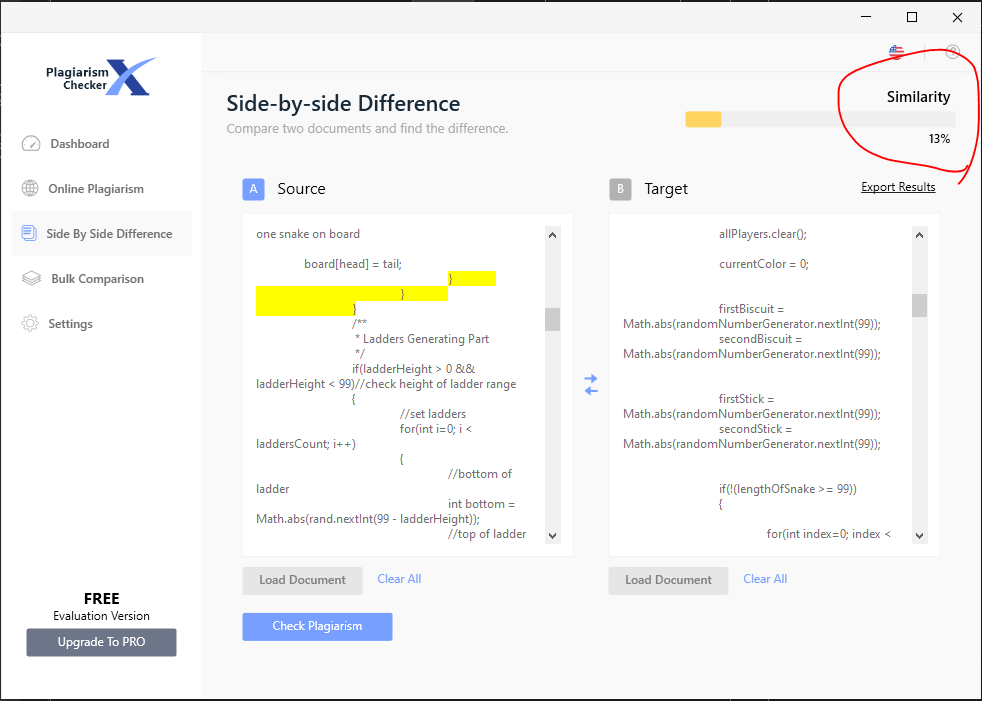 Plagiarism
Checker
Dashboard
Online Plagiarism
Side By Side Difference
Bulk Comparison
Settings
FREE
Evaluation Version
Upgrade To PRO
Side-by-side Difference
Compare two documents and find the difference.
Similarity
13%
Export Results
A Source
one snake on board
board[head] = tail;
}
}
}
/**
* Ladders Generating Part
*/
if(ladderHeight > 0 &&
ladderHeight < 99)//check height of ladder range
{
//set ladders
for(int i=0; i <
laddersCount; i++)
{
//bottom of
ladder
int bottom =
Math.abs(rand.nextInt(99 - ladderHeight));
//top of ladder
Load Document Clear All
Check Plagiarism
B Target
allPlayers.clear();
currentColor = 0;
firstBiscuit =
Math.abs(randomNumberGenerator.nextInt(99));
secondBiscuit =
Math.abs(randomNumberGenerator.nextInt(99));
firstStick =
Math.abs(randomNumberGenerator.nextInt(99));
secondStick =
Math.abs(randomNumberGenerator.nextInt(99));
if(!(lengthOfSnake >= 99))
{
for(int index=0; index <
Load Document Clear All